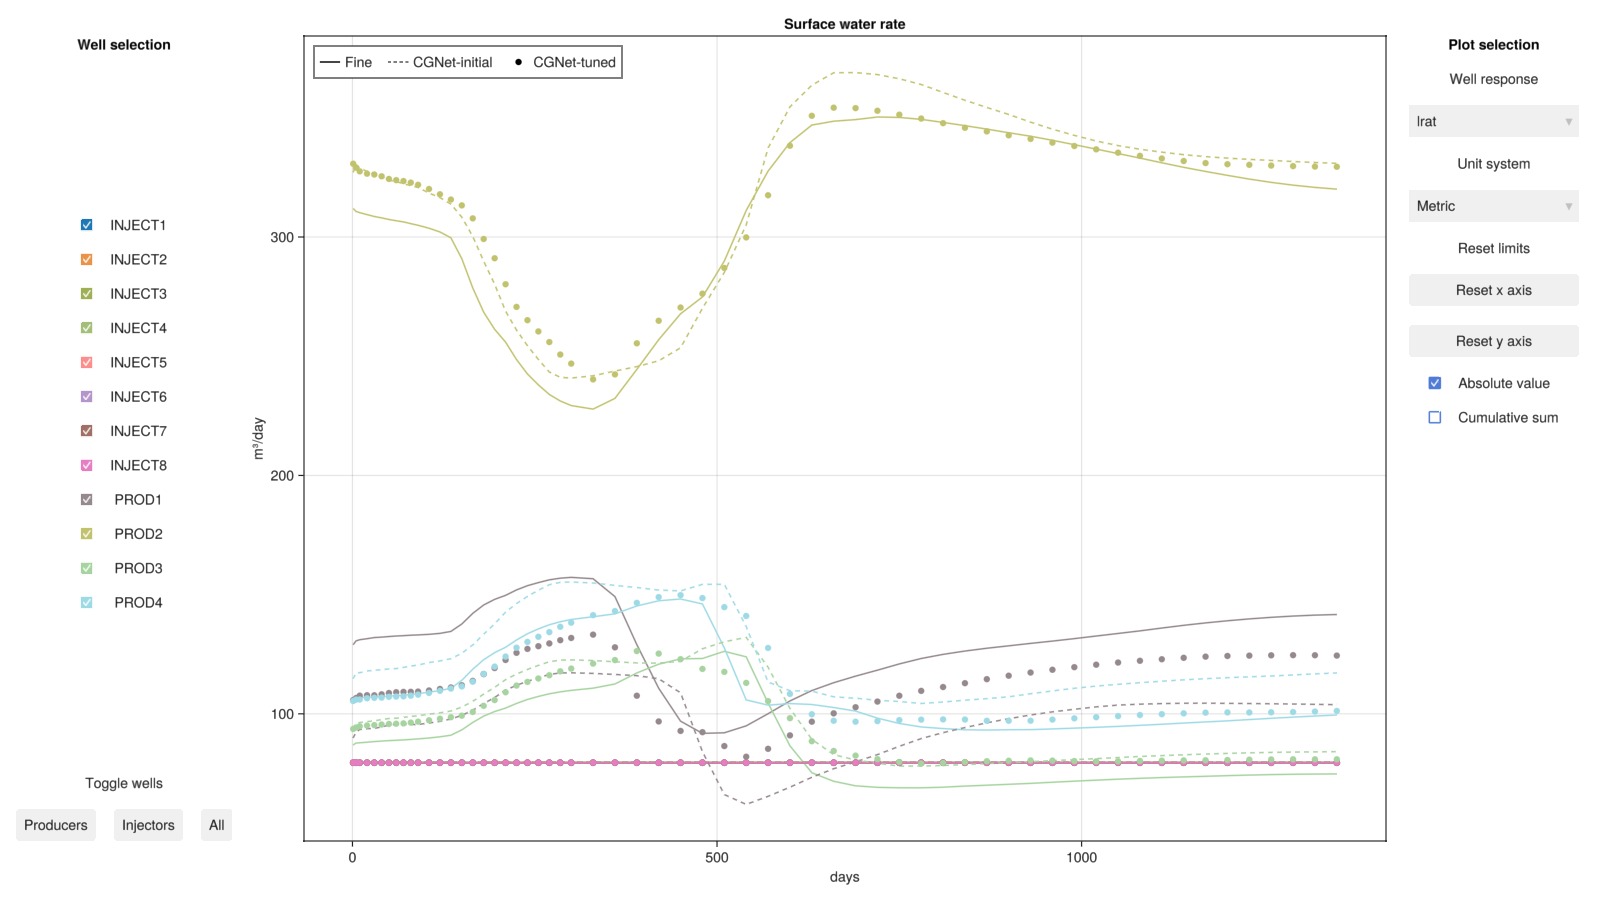 Surface water rate
Well selection
INJECT1
INJECT2
INJECT3
INJECT4
INJECT5
INJECT6
INJECT7
INJECT8
PROD1
PROD2
PROD3
PROD4
Toggle wells
Producers Injectors All
Fine CGNet-initial CGNet-tuned
300
200
100
m³/day
0 500 1000
days
Plot selection
Well response
lrat
Unit system
Metric
Reset limits
Reset x axis
Reset y axis
Absolute value
Cumulative sum